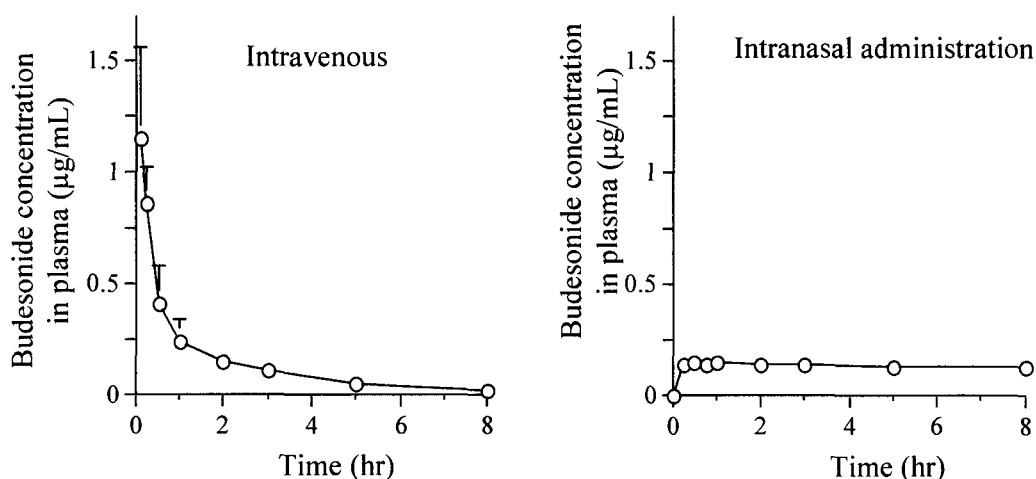 Intravenous
Budesonide concentration
in plasma (μg/mL)
1.5
1
0.5
0
0 2 4 6 8
Time (hr)
Intranasal administration
Budesonide concentration
in plasma (μg/mL)
1.5
1
0.5
0
0 2 4 6 8
Time (hr)